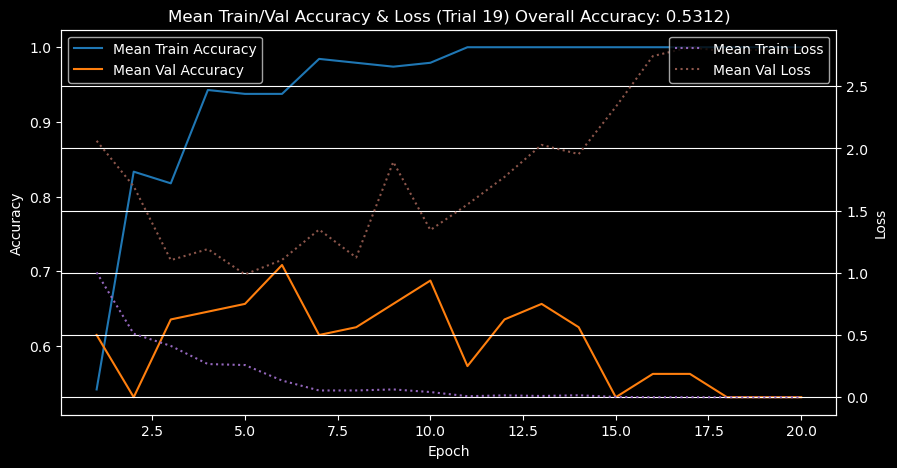 Mean Train/Val Accuracy & Loss (Trial 19) Overall Accuracy: 0.5312)
Mean Train Accuracy
Mean Val Accuracy
Mean Train Loss
Mean Val Loss
1.0
0.9
0.8
0.7
0.6
Accuracy
2.5
2.0
1.5
1.0
0.5
0.0
Loss
2.5 5.0 7.5 10.0 12.5 15.0 17.5 20.0
Epoch